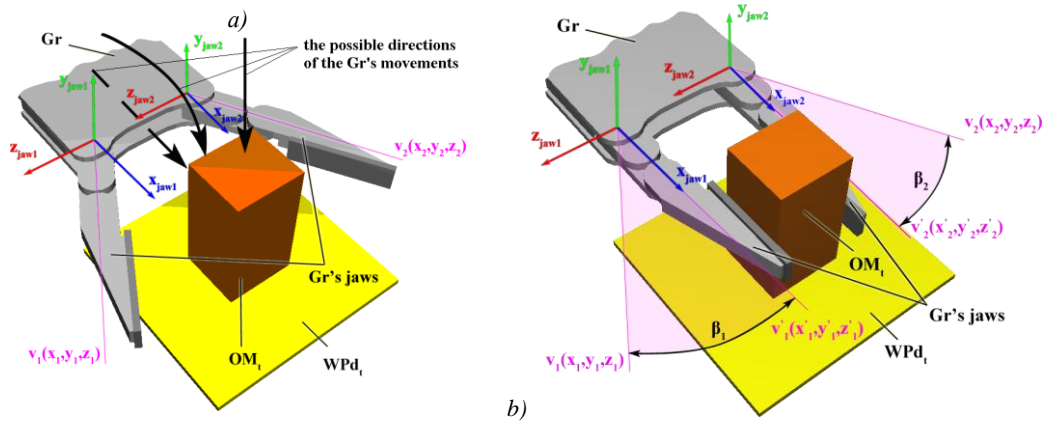 a)
Gr
y_jaw2
the possible directions
of the Gr's movements
y_jaw1
z_jaw2
x_jaw2
v_2(x_2,y_2,z_2)
z_jaw1
x_jaw1
Gr's jaws
v_1(x_1,y_1,z_1)
OM_t
WPd_t
Gr
y_jaw2
z_jaw2
y_jaw1
x_jaw2
v_2(x_2,y_2,z_2)
z_jaw1
β_2
x_jaw1
v'_2(x'_2,y'_2,z'_2)
OM_t
Gr's jaws
β_1
v'_1(x'_1,y'_1,z'_1)
v_1(x_1,y_1,z_1)
WPd_t
b)